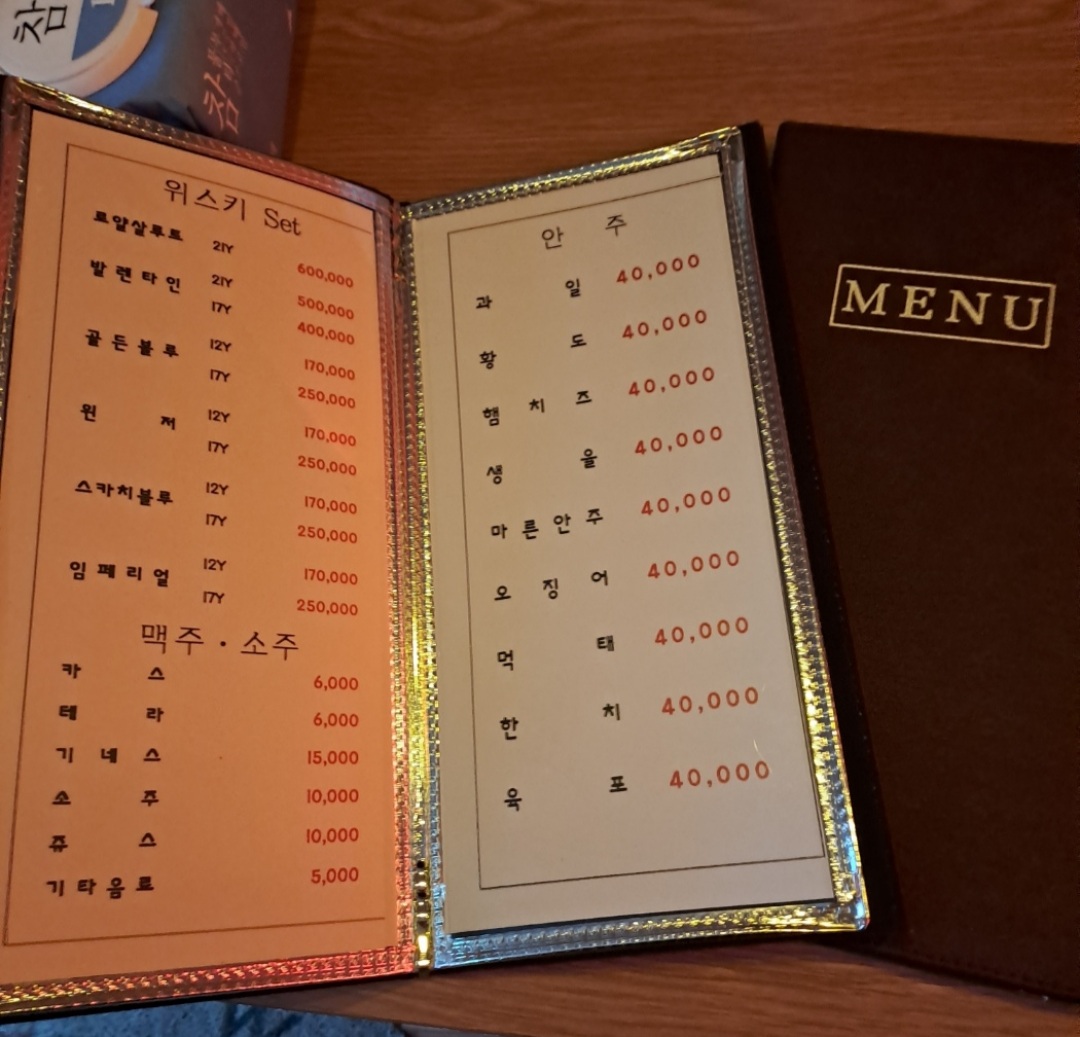 참
참
위스키 Set
로얄살루트 21Y 600,000
발렌타인 21Y 500,000
17Y 400,000
골든블루 12Y 170,000
17Y 250,000
윈저 12Y 170,000
17Y 250,000
스카치블루 12Y 170,000
17Y 250,000
임페리얼 12Y 170,000
17Y 250,000
맥주·소주
카스 6,000
테라 6,000
기네스 15,000
소주 10,000
쥬스 10,000
기타음료 5,000
안주
과일 40,000
황도 40,000
햄치즈 40,000
생율 40,000
마른안주 40,000
오징어 40,000
먹태 40,000
한치 40,000
육포 40,000
MENU